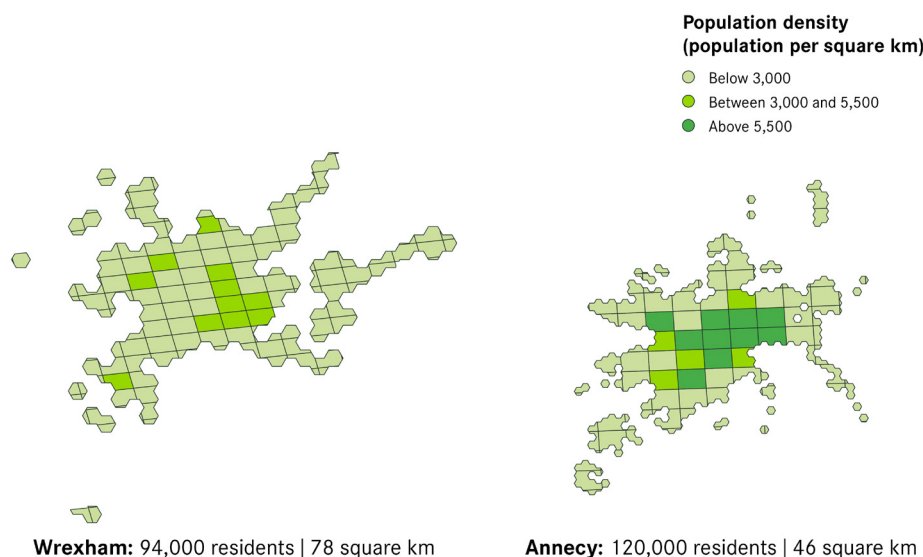 Population density
(population per square km)
Below 3,000
Between 3,000 and 5,500
Above 5,500
Wrexham: 94,000 residents | 78 square km
Annecy: 120,000 residents | 46 square km